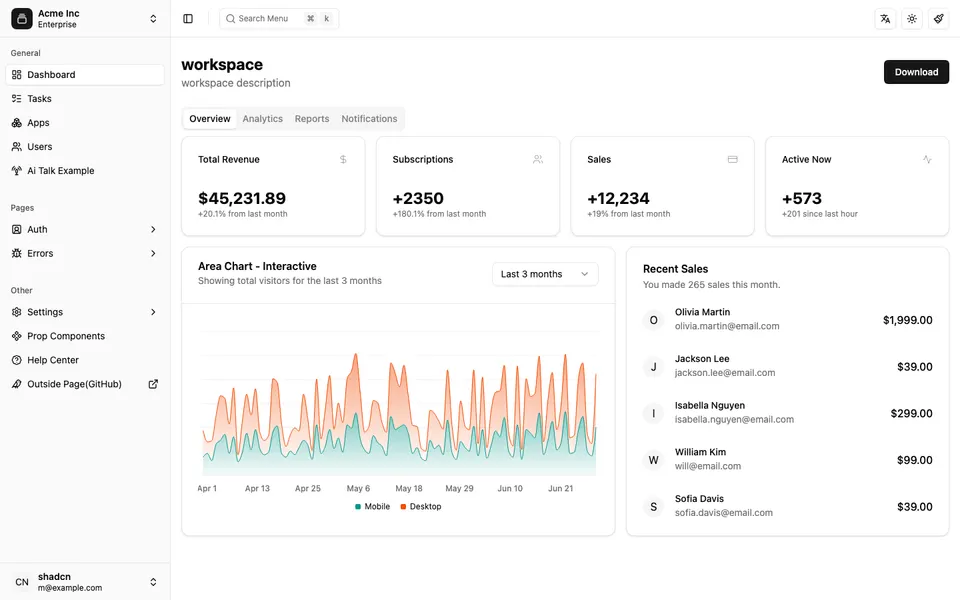 Acme Inc
Enterprise
General
Dashboard
Tasks
Apps
Users
Ai Talk Example
Pages
Auth
Errors
Other
Settings
Prop Components
Help Center
Outside Page(GitHub)
CN
shadcn
m@example.com
Search Menu ⌘ k
workspace
workspace description
Download
Overview Analytics Reports Notifications
Total Revenue
$45,231.89
+20.1% from last month
Subscriptions
+2350
+180.1% from last month
Sales
+12,234
+19% from last month
Active Now
+573
+201 since last hour
Area Chart - Interactive
Showing total visitors for the last 3 months
Last 3 months
Apr 1 Apr 13 Apr 25 May 6 May 18 May 29 Jun 10 Jun 21
Mobile Desktop
Recent Sales
You made 265 sales this month.
O
Olivia Martin
olivia.martin@email.com
$1,999.00
J
Jackson Lee
jackson.lee@email.com
$39.00
I
Isabella Nguyen
isabella.nguyen@email.com
$299.00
W
William Kim
will@email.com
$99.00
S
Sofia Davis
sofia.davis@email.com
$39.00